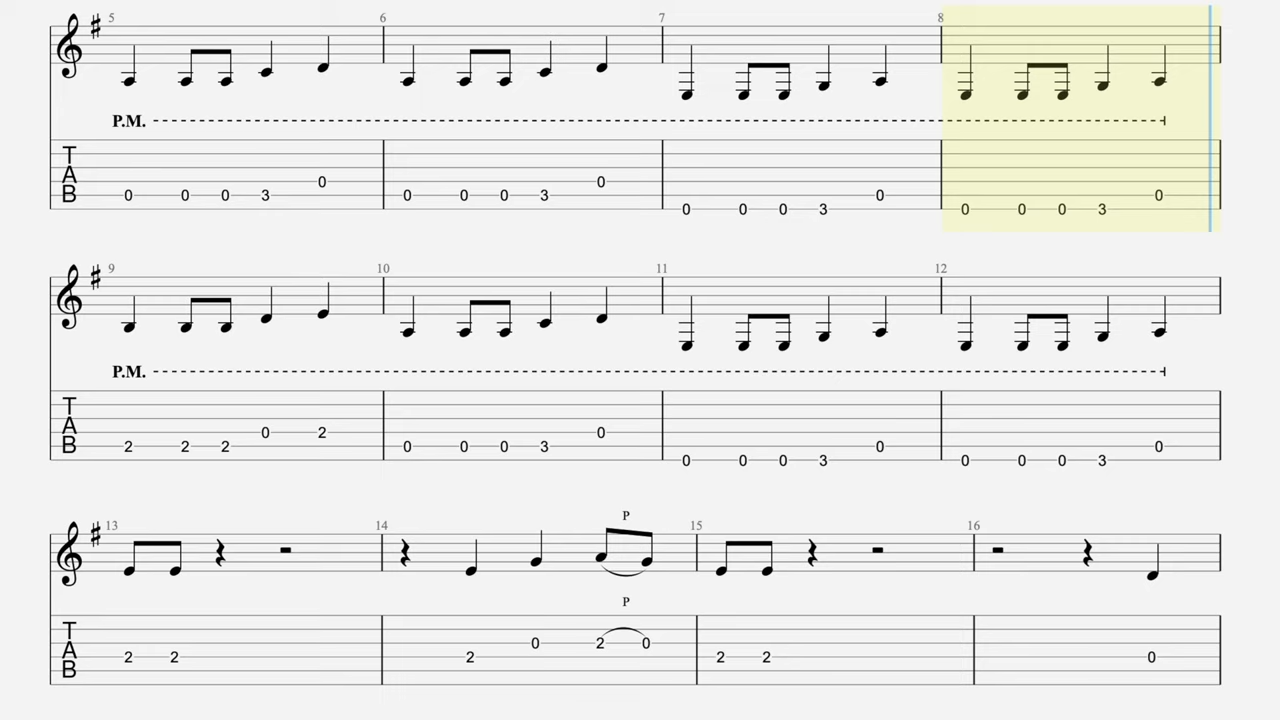 5 6 7 8
P.M.
T
A 0 0
B 0 0 0 3 0 0 0 3 0 0
0 0 0 3 0 0 0 3
9 10 11 12
P.M.
T
A 0 2 0
B 2 2 2 0 0 0 3 0 0
0 0 0 3 0 0 0 3
P
13 14 15 16
P
T 0 2 0
A 2 2 2 2 2 0
B